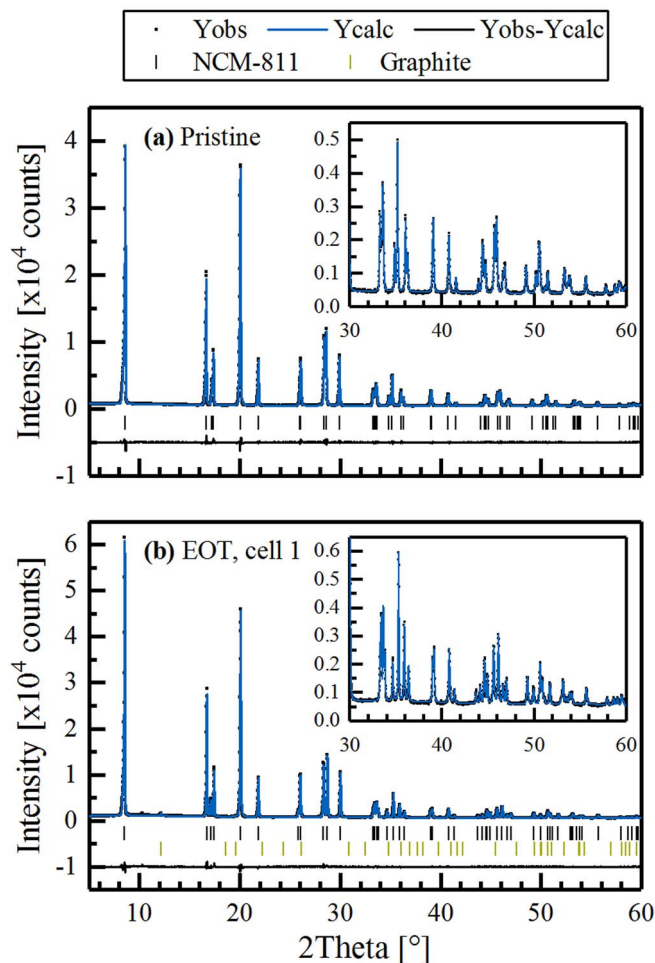 Yobs Ycalc Yobs-Ycalc
NCM-811 Graphite
(a) Pristine
Intensity [x10⁴ counts]
4
3
2
1
0
-1
0.5
0.4
0.3
0.2
0.1
0.0
30 40 50 60
(b) EOT, cell 1
Intensity [x10⁴ counts]
6
5
4
3
2
1
0
-1
0.6
0.5
0.4
0.3
0.2
0.1
0.0
30 40 50 60
10 20 30 40 50 60
2Theta [°]